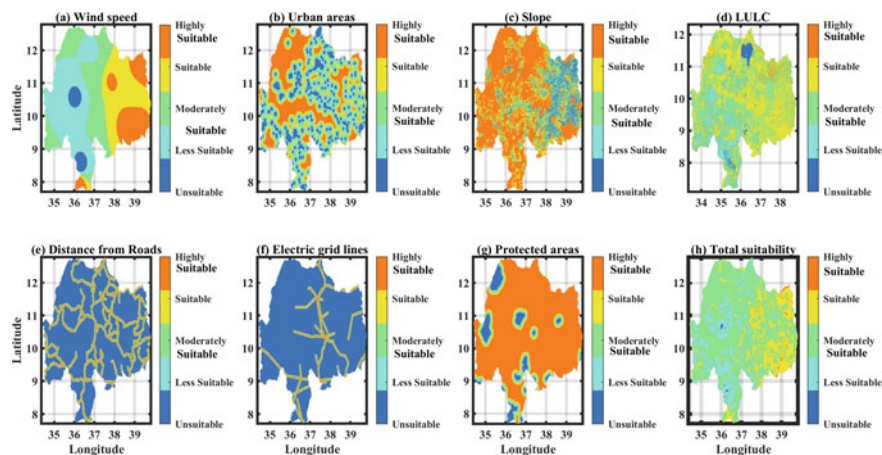 (a) Wind speed
(b) Urban areas
(c) Slope
(d) LULC
12
11
10
9
8
Latitude
35 36 37 38 39
Highly
Suitable
Suitable
Moderately
Suitable
Less Suitable
Unsuitable
12
11
10
9
8
35 36 37 38 39
Highly
Suitable
Suitable
Moderately
Suitable
Less Suitable
Unsuitable
12
11
10
9
8
35 36 37 38 39
Highly
Suitable
Suitable
Moderately
Suitable
Less Suitable
Unsuitable
12
11
10
9
8
34 35 36 37 38
Highly
Suitable
Suitable
Moderately
Suitable
Less Suitable
Unsuitable
(e) Distance from Roads
(f) Electric grid lines
(g) Protected areas
(h) Total suitability
12
11
10
9
8
Latitude
35 36 37 38 39
Longitude
Highly
Suitable
Suitable
Moderately
Suitable
Less Suitable
Unsuitable
12
11
10
9
8
35 36 37 38 39
Longitude
Highly
Suitable
Suitable
Moderately
Suitable
Less Suitable
Unsuitable
12
11
10
9
8
35 36 37 38 39
Longitude
Highly
Suitable
Suitable
Moderately
Suitable
Less Suitable
Unsuitable
12
11
10
9
8
35 36 37 38 39
Longitude
Highly
Suitable
Suitable
Moderately
Suitable
Less Suitable
Unsuitable